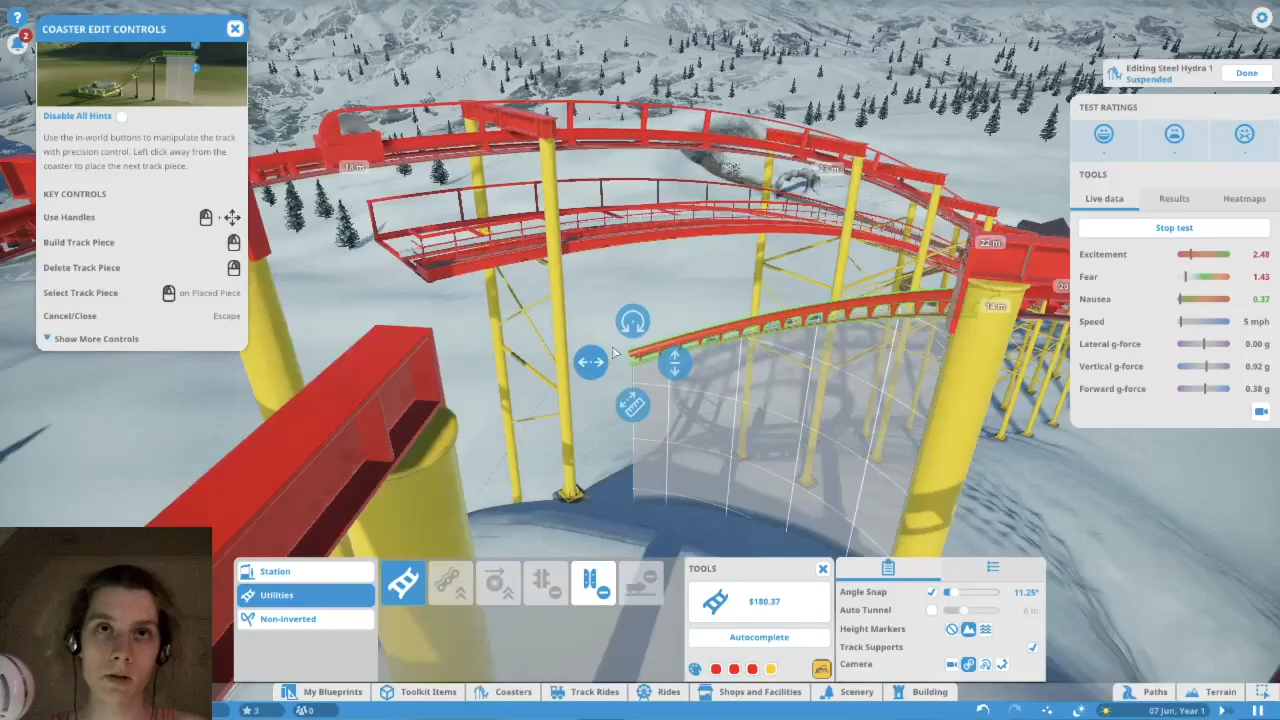 ?
2
COASTER EDIT CONTROLS
Disable All Hints
Use the in-world buttons to manipulate the track
with precision control. Left click away from the
coaster to place the next track piece.
KEY CONTROLS
Use Handles
+
Build Track Piece
Delete Track Piece
Select Track Piece
on Placed Piece
Cancel/Close
Escape
Show More Controls
18 m
23 m
22 m
20
14 m
Editing Steel Hydra 1
Suspended
Done
TEST RATINGS
- - -
TOOLS
Live data
Results
Heatmaps
Stop test
Excitement
2.48
Fear
1.43
Nausea
0.37
Speed
5 mph
Lateral g-force
0.00 g
Vertical g-force
0.92 g
Forward g-force
0.38 g
Station
Utilities
Non-inverted
TOOLS
$180.37
Autocomplete
Angle Snap
11.25°
Auto Tunnel
6 m
Height Markers
Track Supports
Camera
My Blueprints
Toolkit Items
Coasters
Track Rides
Rides
Shops and Facilities
Scenery
Building
Paths
Terrain
3
0
07 Jun, Year 1